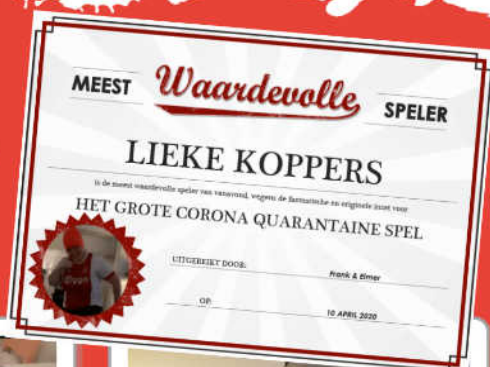 MEEST Waardevolle SPELER
LIEKE KOPPERS
is de meest waardevolle speler van vanavond, wegens de fantastische en originele inzet voor
HET GROTE CORONA QUARANTAINE SPEL
UITGEREIKT DOOR: Frank & Elmer
OP: 10 APRIL 2020